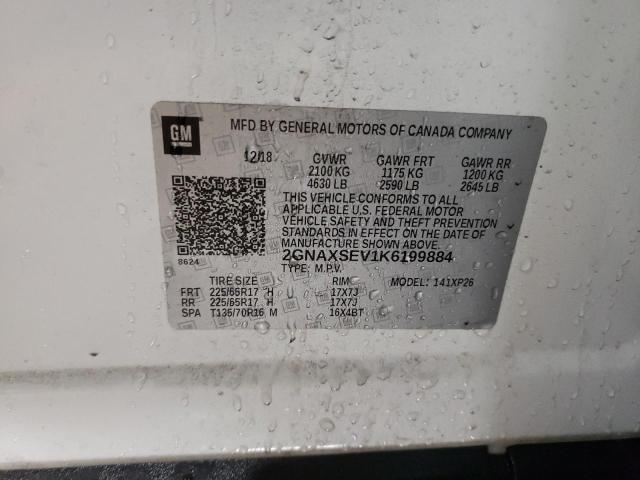 GM
MFD BY GENERAL MOTORS OF CANADA COMPANY
12/18 GVWR GAWR FRT GAWR RR
2100 KG 1175 KG 1200 KG
4630 LB 2590 LB 2645 LB
THIS VEHICLE CONFORMS TO ALL
APPLICABLE U.S. FEDERAL MOTOR
VEHICLE SAFETY AND THEFT PREVENTION
STANDARDS IN EFFECT ON THE DATE OF
MANUFACTURE SHOWN ABOVE.
8624 2GNAXSEV1K6199884
TYPE: M.P.V. MODEL: 141XP26
TIRE SIZE RIM
FRT 225/65R17 H 17X7J
RR 225/65R17 H 17X7J
SPA T135/70R16 M 16X4BT